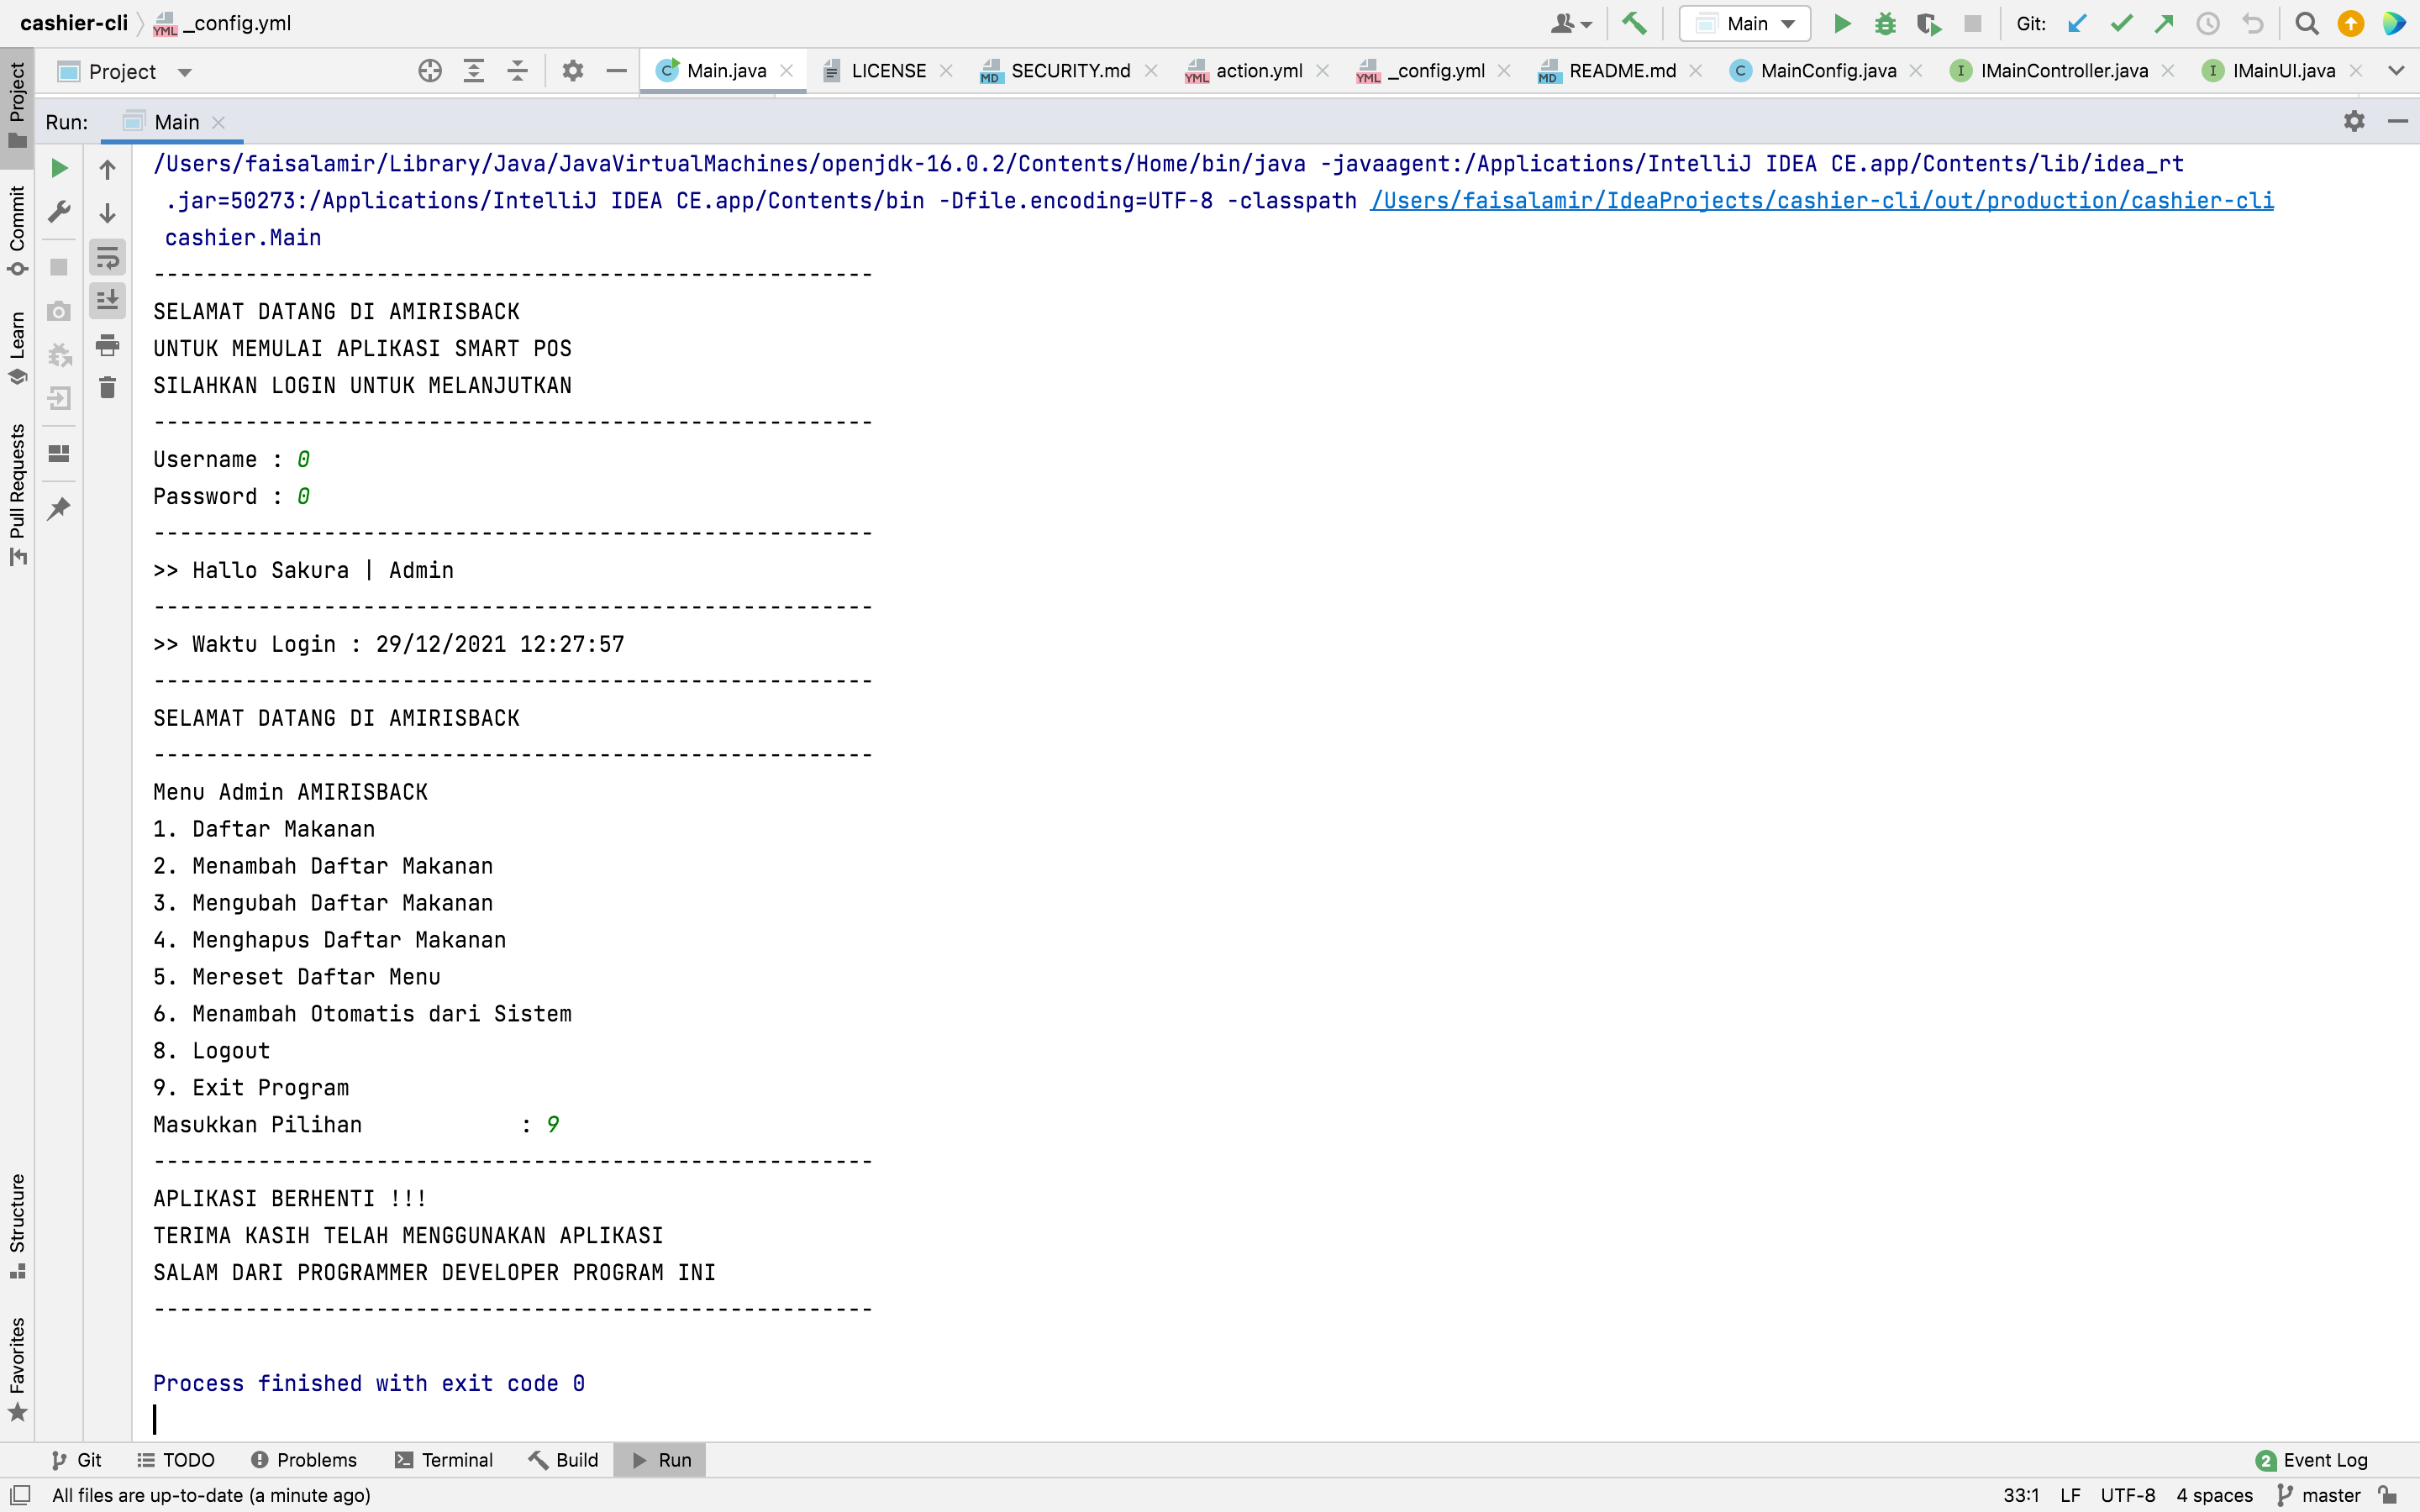 cashier-cli _config.yml
Main
Git:
Project
Main.java
LICENSE
SECURITY.md
action.yml
_config.yml
README.md
MainConfig.java
IMainController.java
IMainUI.java
Run: Main
Project
Commit
Learn
Pull Requests
Structure
Favorites
/Users/faisalamir/Library/Java/JavaVirtualMachines/openjdk-16.0.2/Contents/Home/bin/java -javaagent:/Applications/IntelliJ IDEA CE.app/Contents/lib/idea_rt
.jar=50273:/Applications/IntelliJ IDEA CE.app/Contents/bin -Dfile.encoding=UTF-8 -classpath /Users/faisalamir/IdeaProjects/cashier-cli/out/production/cashier-cli
cashier.Main
-------------------------------------------------------
SELAMAT DATANG DI AMIRISBACK
UNTUK MEMULAI APLIKASI SMART POS
SILAHKAN LOGIN UNTUK MELANJUTKAN
-------------------------------------------------------
Username : 0
Password : 0
-------------------------------------------------------
>> Hallo Sakura | Admin
-------------------------------------------------------
>> Waktu Login : 29/12/2021 12:27:57
-------------------------------------------------------
SELAMAT DATANG DI AMIRISBACK
-------------------------------------------------------
Menu Admin AMIRISBACK
1. Daftar Makanan
2. Menambah Daftar Makanan
3. Mengubah Daftar Makanan
4. Menghapus Daftar Makanan
5. Mereset Daftar Menu
6. Menambah Otomatis dari Sistem
8. Logout
9. Exit Program
Masukkan Pilihan            : 9
-------------------------------------------------------
APLIKASI BERHENTI !!!
TERIMA KASIH TELAH MENGGUNAKAN APLIKASI
SALAM DARI PROGRAMMER DEVELOPER PROGRAM INI
-------------------------------------------------------
Process finished with exit code 0
Git
TODO
Problems
Terminal
Build
Run
2 Event Log
All files are up-to-date (a minute ago)
33:1 LF UTF-8 4 spaces master